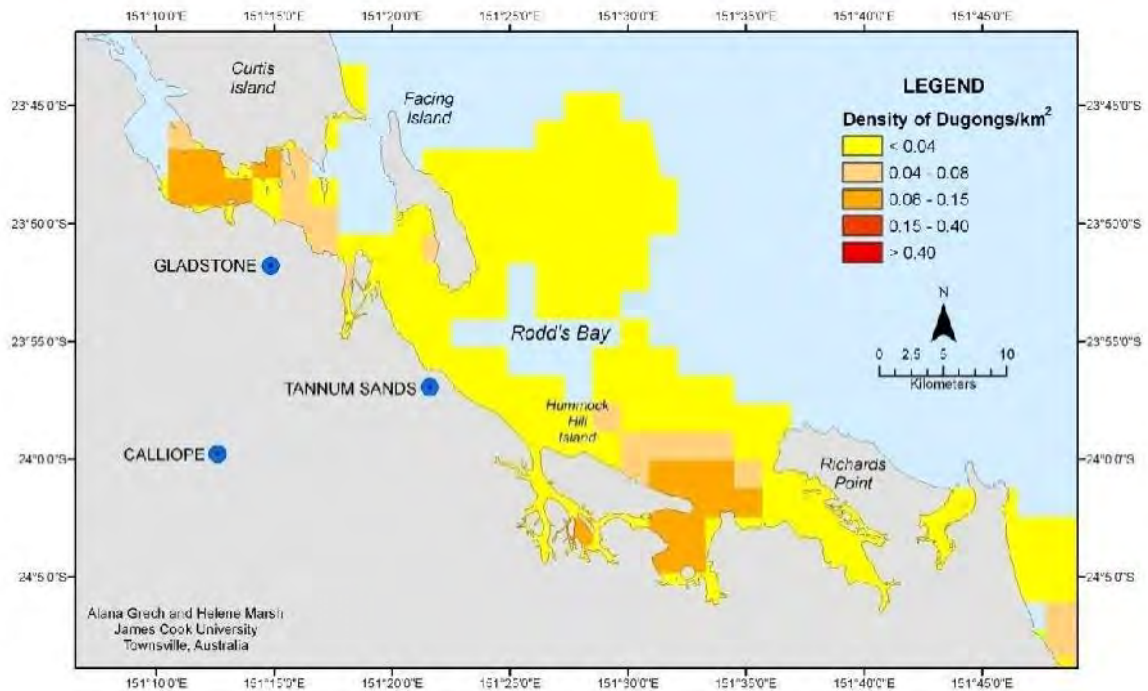 151°10'0"E 151°15'0"E 151°20'0"E 151°25'0"E 151°30'0"E 151°35'0"E 151°40'0"E 151°45'0"E
Curtis
Island
Facing
Island
LEGEND
Density of Dugongs/km²
< 0.04
0.04 - 0.08
0.08 - 0.15
0.15 - 0.40
> 0.40
23°45'0"S 23°45'0"S
23°50'0"S 23°50'0"S
GLADSTONE
N
0 2.5 5 10
Kilometers
23°55'0"S 23°55'0"S
Rodd's Bay
TANNUM SANDS
Hummock
Hill
Island
CALLIOPE
24°0'0"S 24°0'0"S
Richards
Point
24°5'0"S 24°5'0"S
Alana Grech and Helene Marsh
James Cook University
Townsville, Australia
151°10'0"E 151°15'0"E 151°20'0"E 151°25'0"E 151°30'0"E 151°35'0"E 151°40'0"E 151°45'0"E